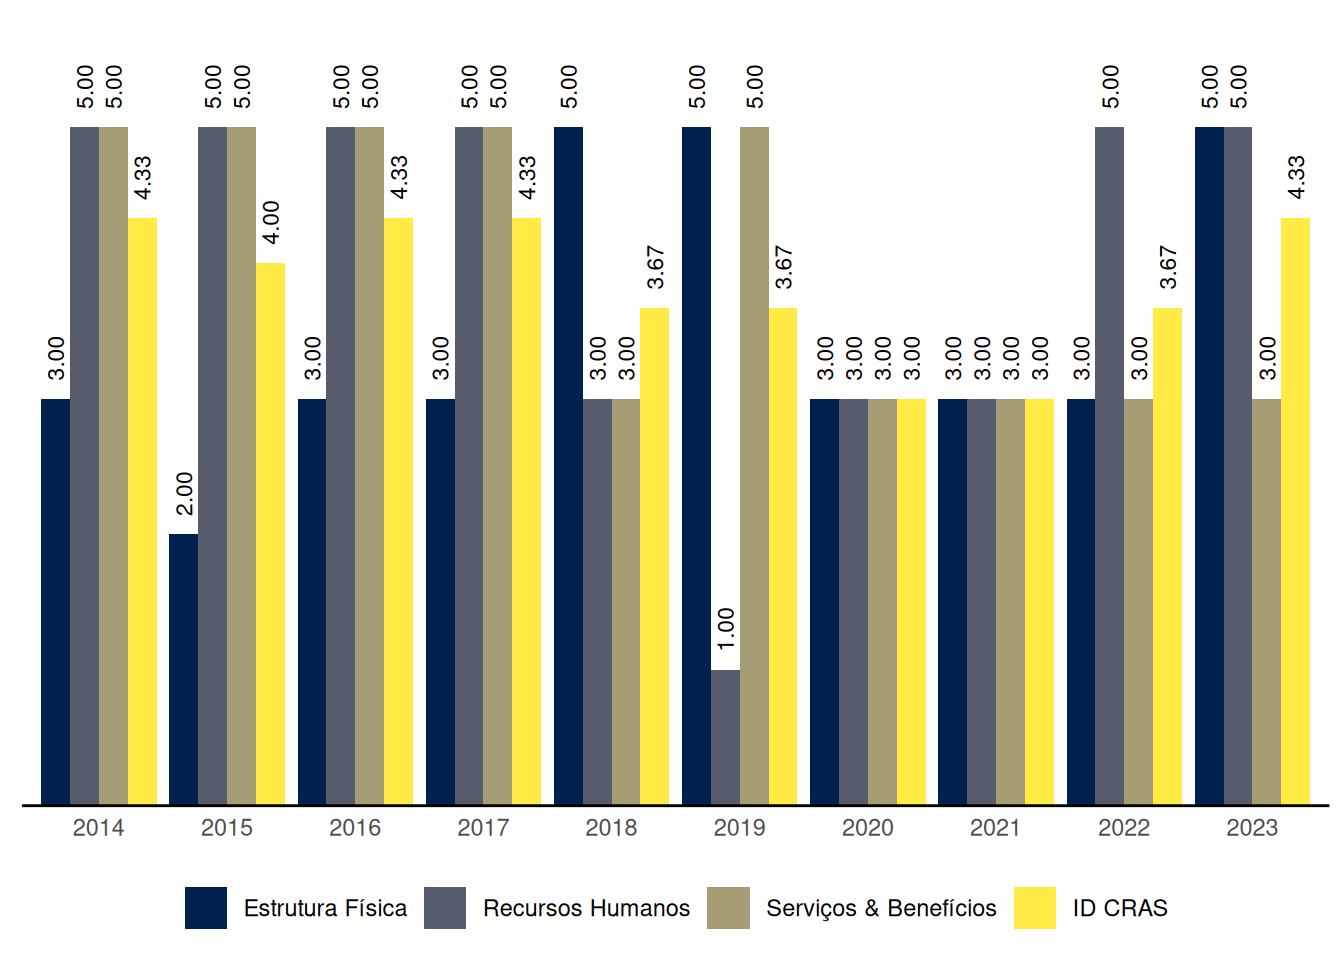 3.00 5.00 5.00 4.33 2.00 5.00 5.00 4.00 3.00 5.00 5.00 4.33 3.00 5.00 5.00 4.33 5.00 3.00 3.00 3.67 5.00 1.00 5.00 3.67 3.00 3.00 3.00 3.00 3.00 3.00 3.00 3.00 3.00 5.00 3.00 3.67 5.00 5.00 3.00 4.33
2014 2015 2016 2017 2018 2019 2020 2021 2022 2023
Estrutura Física Recursos Humanos Serviços & Benefícios ID CRAS